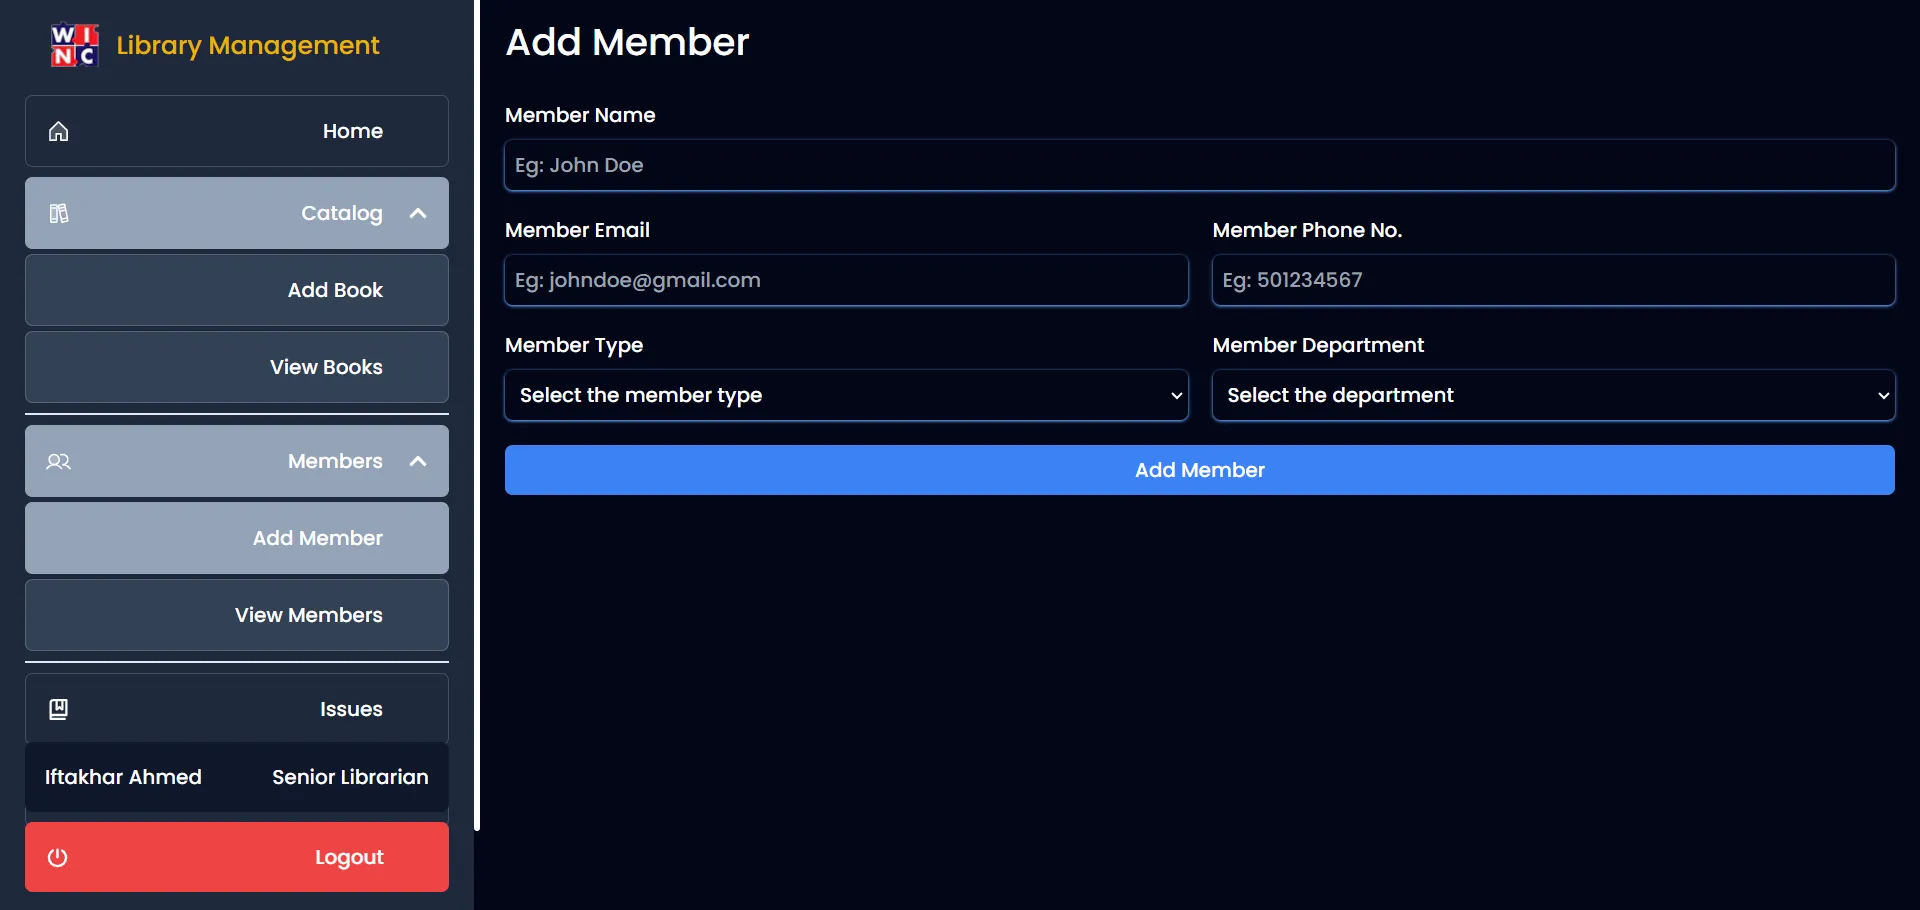 WINC
Library Management
Home
Catalog
Add Book
View Books
Members
Add Member
View Members
Issues
Iftakhar Ahmed
Senior Librarian
Logout
Add Member
Member Name
Eg: John Doe
Member Email
Eg: johndoe@gmail.com
Member Phone No.
Eg: 501234567
Member Type
Select the member type
Member Department
Select the department
Add Member